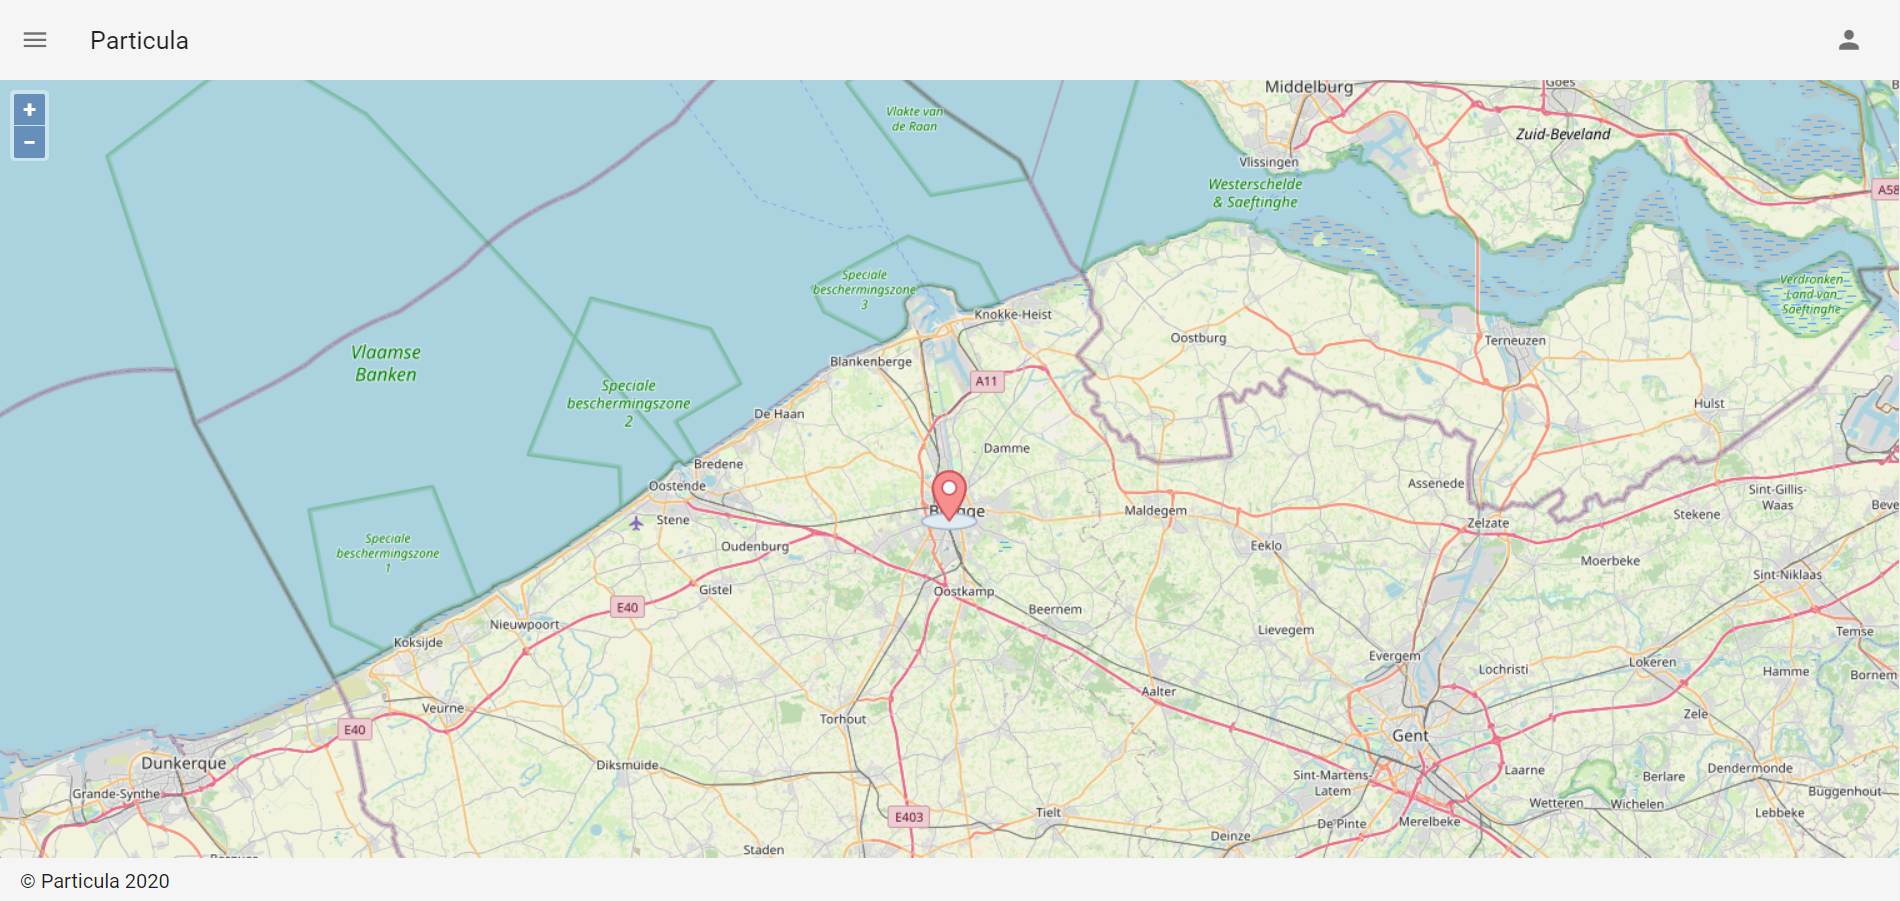 Particula
+
−
Middelburg
Goes
Vlakte van
de Raan
Zuid-Beveland
Vlissingen
Westerschelde
& Saeftinghe
A58
Speciale
beschermingszone
3
Verdronken
Land van
Saeftinghe
Knokke-Heist
Oostburg
Terneuzen
Vlaamse
Banken
Blankenberge
A11
Speciale
beschermingszone
2
De Haan
Hulst
Damme
Bredene
Oostende
Assenede
Sint-Gillis-
Waas
Stekene
Maldegem
Stene
Zelzate
Speciale
beschermingszone
1
Oudenburg
Eeklo
Moerbeke
Sint-Niklaas
Gistel
Oostkamp
E40
Beernem
Nieuwpoort
Lievegem
Temse
Koksijde
Evergem
Lochristi
Lokeren
Hamme
Bornem
Aalter
Veurne
Torhout
Zele
E40
Gent
Dunkerque
Diksmuide
Sint-Martens-
Latem
Laarne
Berlare
Dendermonde
Grande-Synthe
Wetteren
Wichelen
Buggenhout
E403
Tielt
De Pinte
Merelbeke
Lebbeke
Deinze
Staden
© Particula 2020